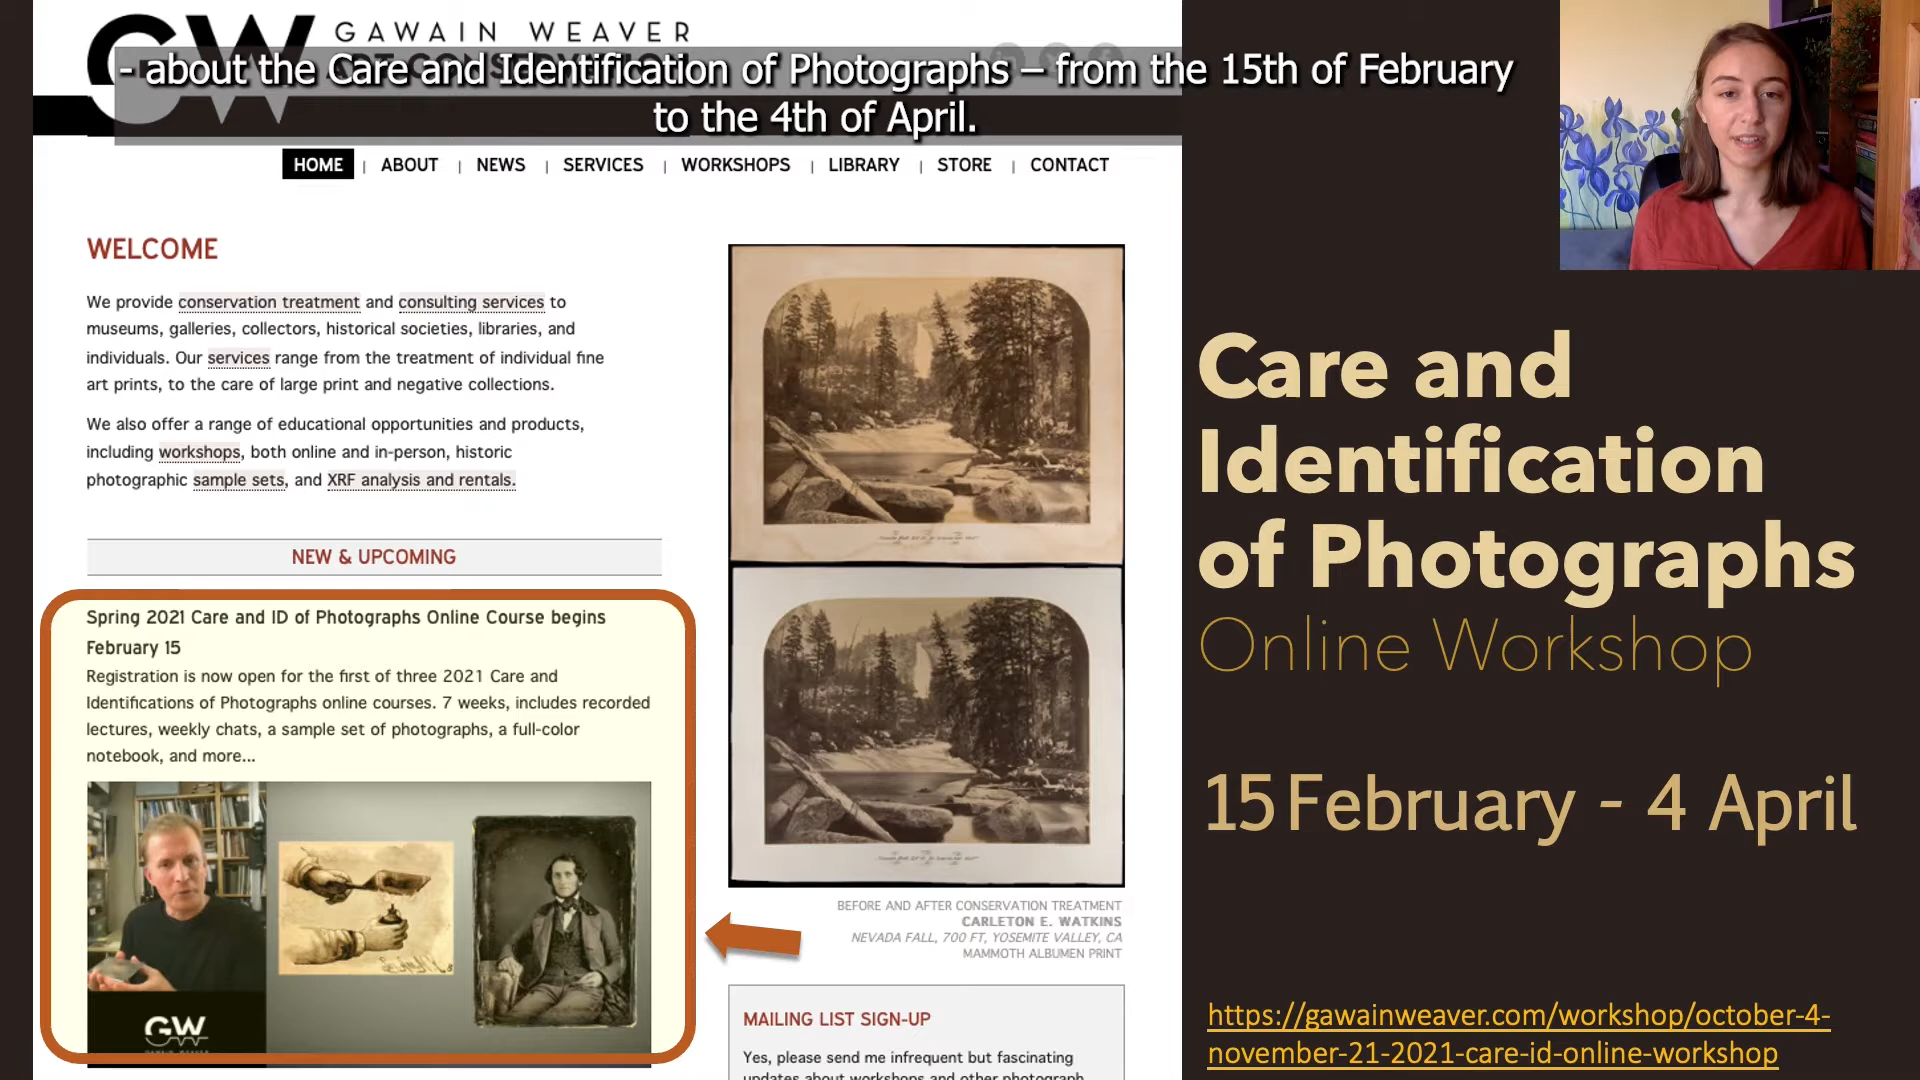 GW GAWAIN WEAVER
- about the Care and Identification of Photographs – from the 15th of February
to the 4th of April.
HOME | ABOUT | NEWS | SERVICES | WORKSHOPS | LIBRARY | STORE | CONTACT
WELCOME
We provide conservation treatment and consulting services to
museums, galleries, collectors, historical societies, libraries, and
individuals. Our services range from the treatment of individual fine
art prints, to the care of large print and negative collections.
We also offer a range of educational opportunities and products,
including workshops, both online and in-person, historic
photographic sample sets, and XRF analysis and rentals.
NEW & UPCOMING
Spring 2021 Care and ID of Photographs Online Course begins
February 15
Registration is now open for the first of three 2021 Care and
Identifications of Photographs online courses. 7 weeks, includes recorded
lectures, weekly chats, a sample set of photographs, a full-color
notebook, and more...
GW
BEFORE AND AFTER CONSERVATION TREATMENT
CARLETON E. WATKINS
NEVADA FALL, 700 FT, YOSEMITE VALLEY, CA
MAMMOTH ALBUMEN PRINT
MAILING LIST SIGN-UP
Yes, please send me infrequent but fascinating
updates about workshops and other photograph
Care and
Identification
of Photographs
Online Workshop
15 February - 4 April
https://gawainweaver.com/workshop/october-4-
november-21-2021-care-id-online-workshop